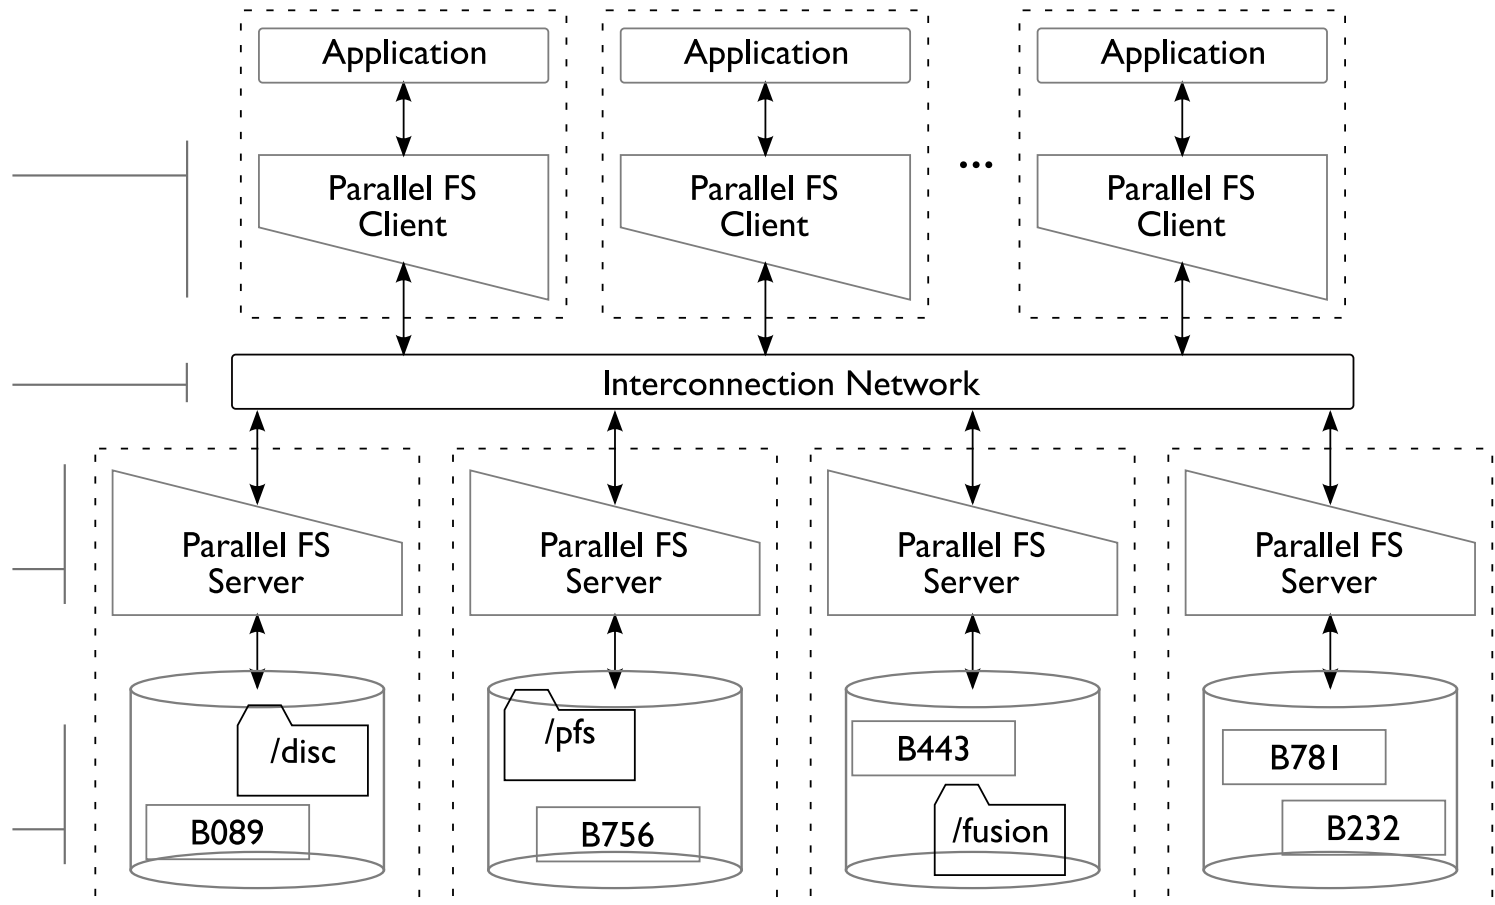 Application
Application
Application
Parallel FS
Client
Parallel FS
Client
...
Parallel FS
Client
Interconnection Network
Parallel FS
Server
Parallel FS
Server
Parallel FS
Server
Parallel FS
Server
/disc
B089
/pfs
B756
B443
/fusion
B781
B232